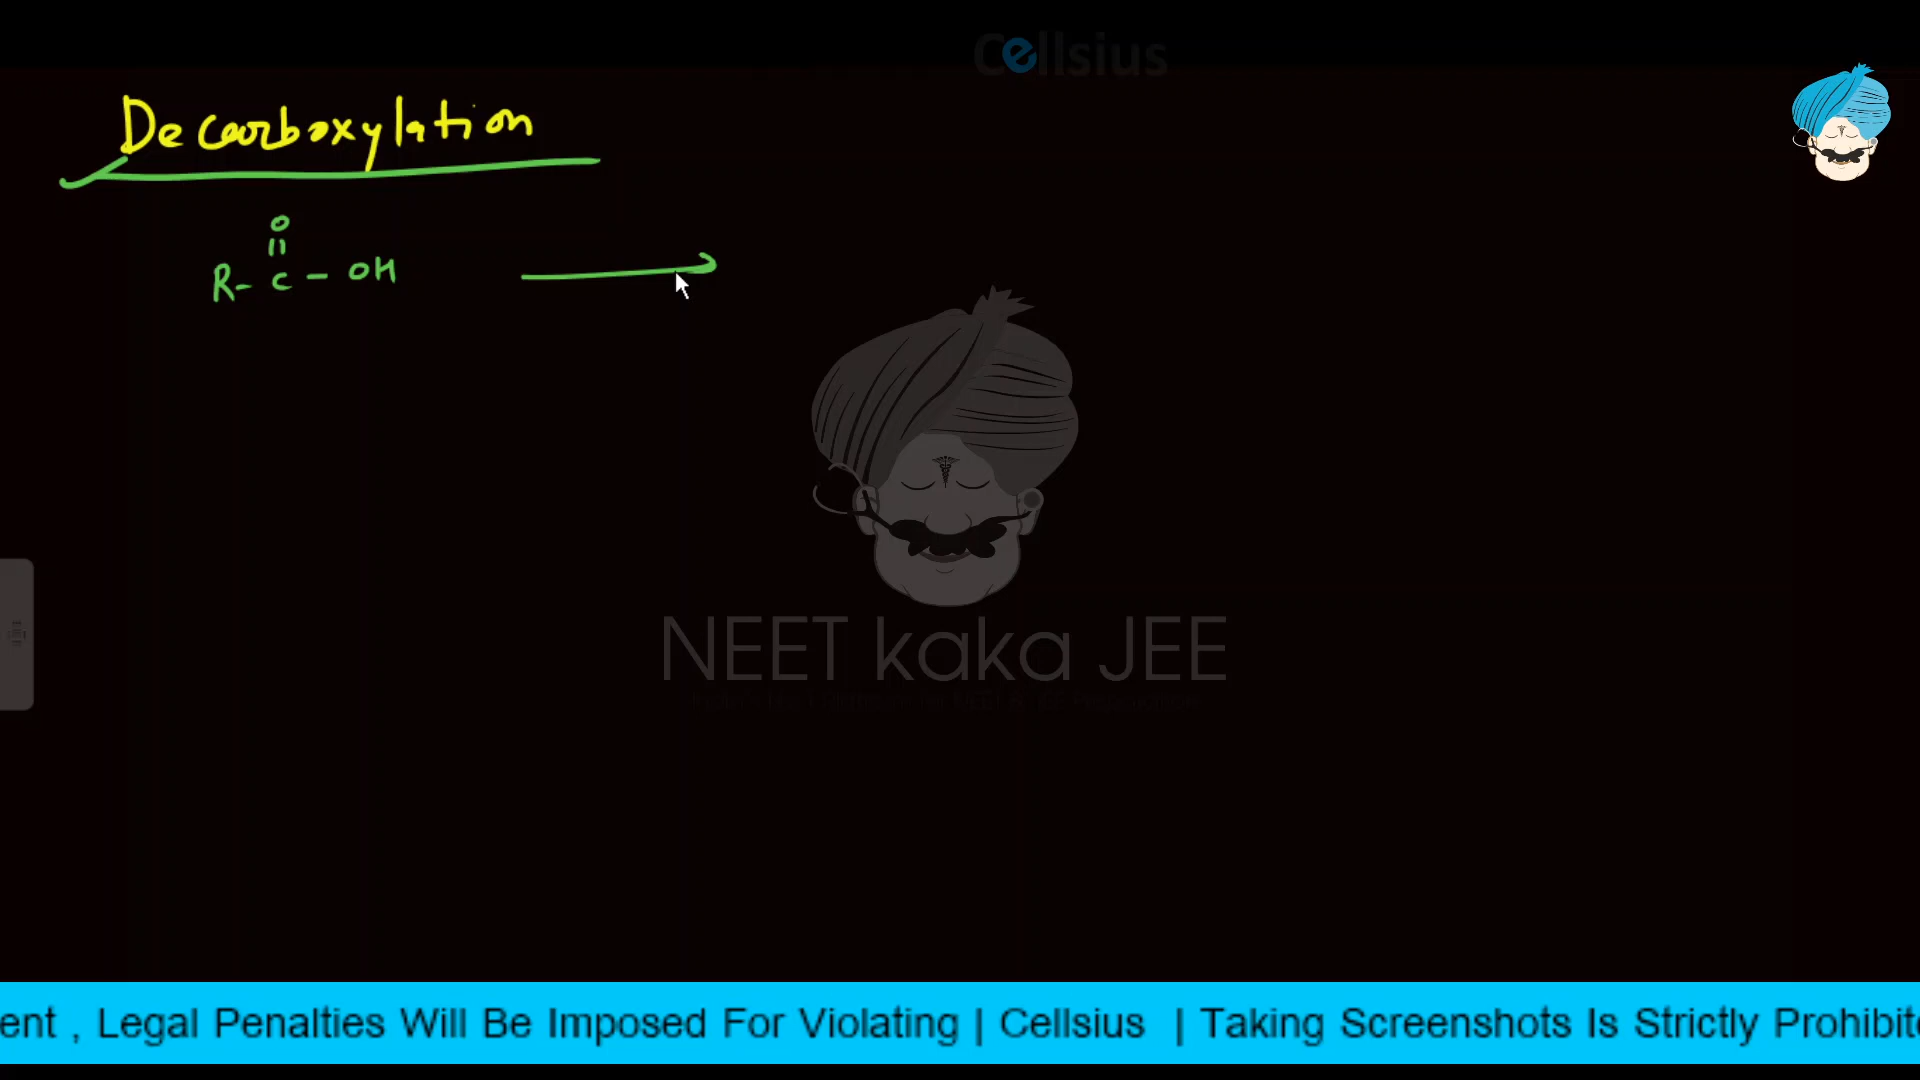 Cellsius
Decarboxylation
O
||
R- C - OH
NEET kaka JEE
ent , Legal Penalties Will Be Imposed For Violating | Cellsius | Taking Screenshots Is Strictly Prohibite